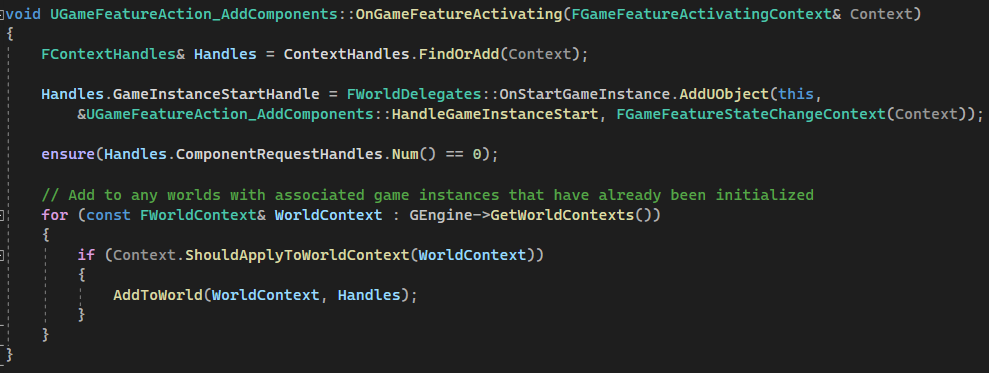 void UGameFeatureAction_AddComponents::OnGameFeatureActivating(FGameFeatureActivatingContext& Context)
{
    FContextHandles& Handles = ContextHandles.FindOrAdd(Context);

    Handles.GameInstanceStartHandle = FWorldDelegates::OnStartGameInstance.AddUObject(this,
        &UGameFeatureAction_AddComponents::HandleGameInstanceStart, FGameFeatureStateChangeContext(Context));

    ensure(Handles.ComponentRequestHandles.Num() == 0);

    // Add to any worlds with associated game instances that have already been initialized
    for (const FWorldContext& WorldContext : GEngine->GetWorldContexts())
    {
        if (Context.ShouldApplyToWorldContext(WorldContext))
        {
            AddToWorld(WorldContext, Handles);
        }
    }
}